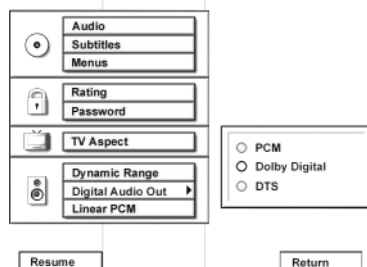 Audio
Subtitles
Menus
Rating
Password
TV Aspect
Dynamic Range
Digital Audio Out
Linear PCM
PCM
Dolby Digital
DTS
Resume
Return